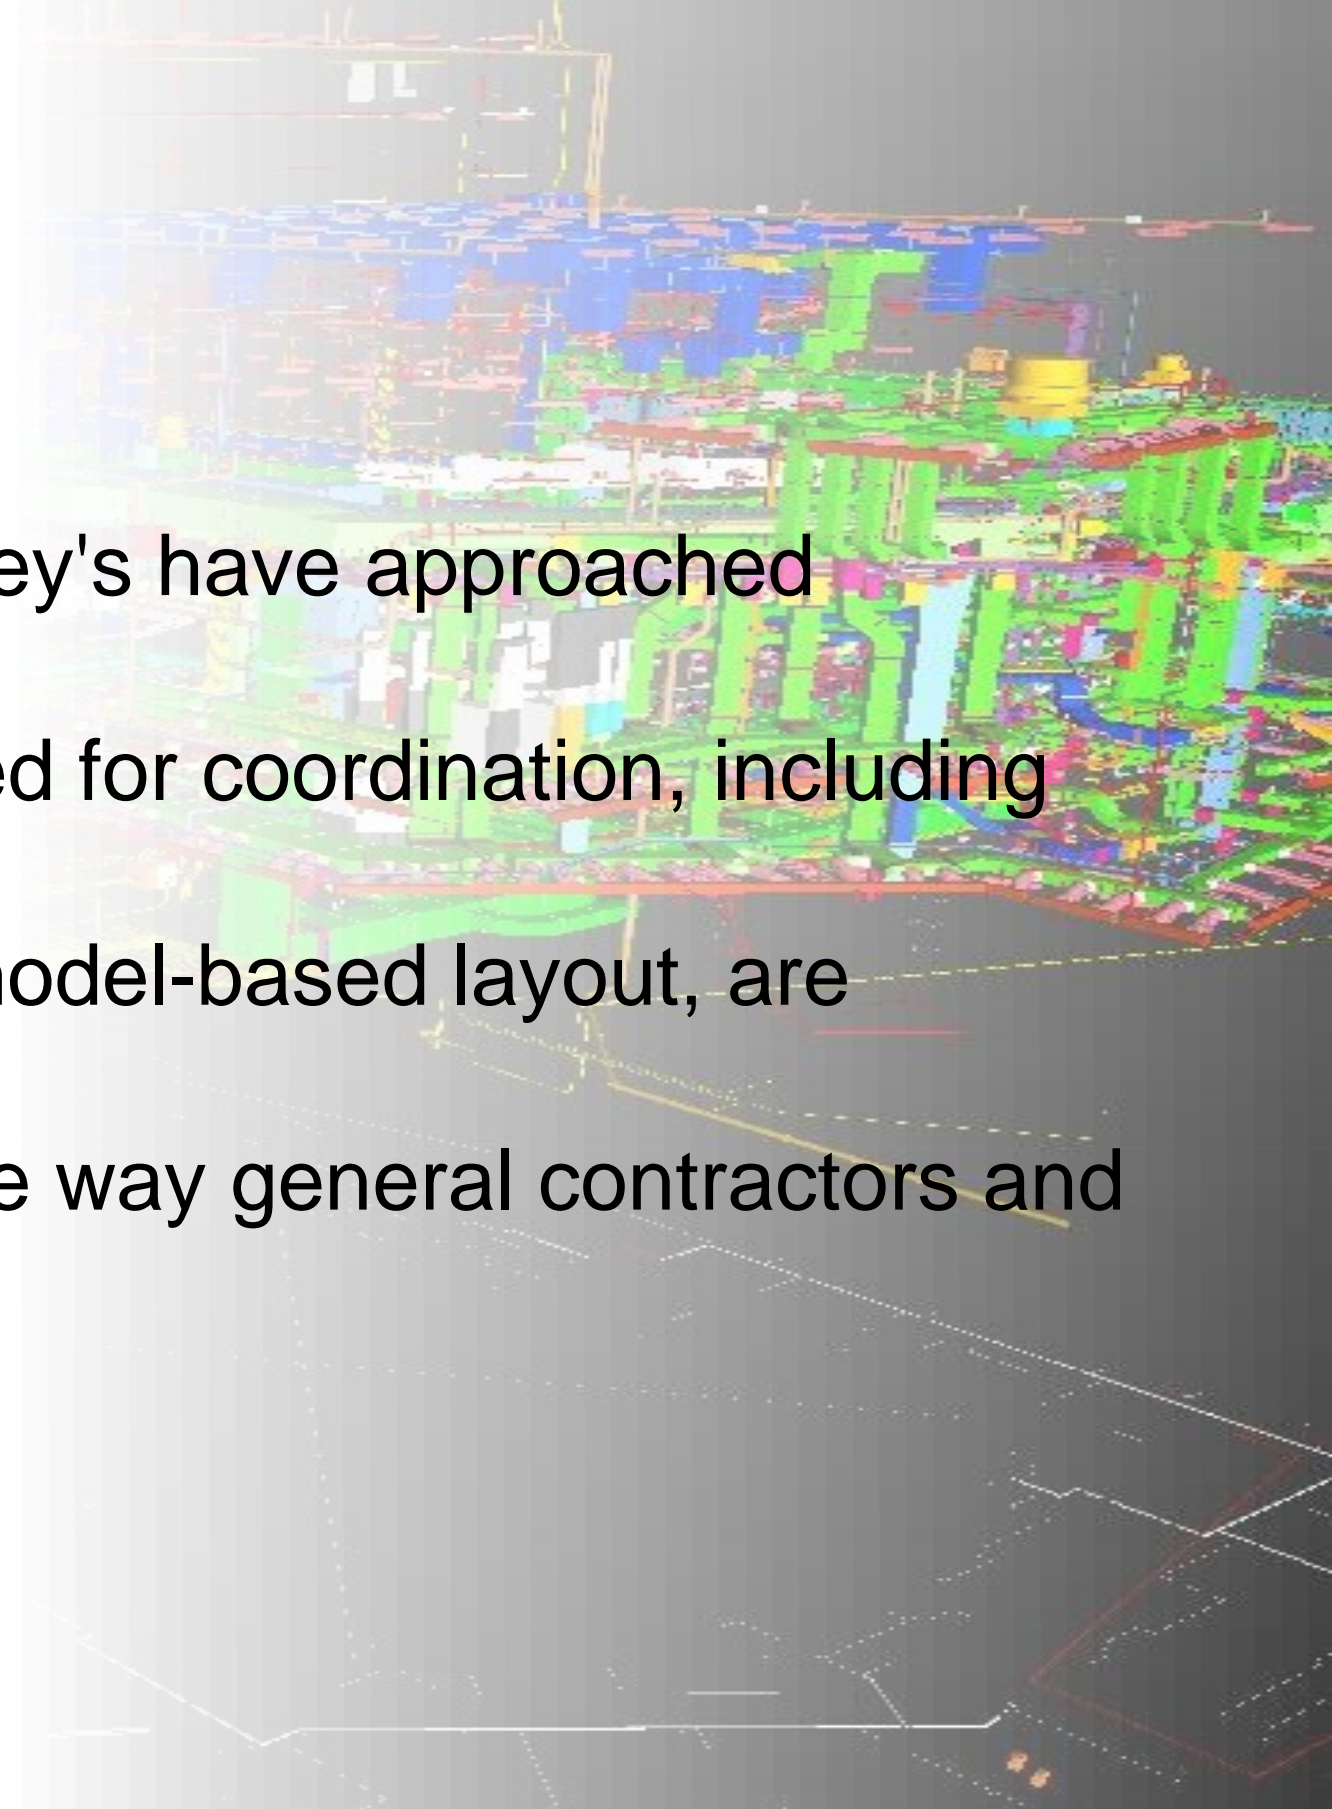 ey's have approached
ed for coordination, including
odel-based layout, are
e way general contractors and